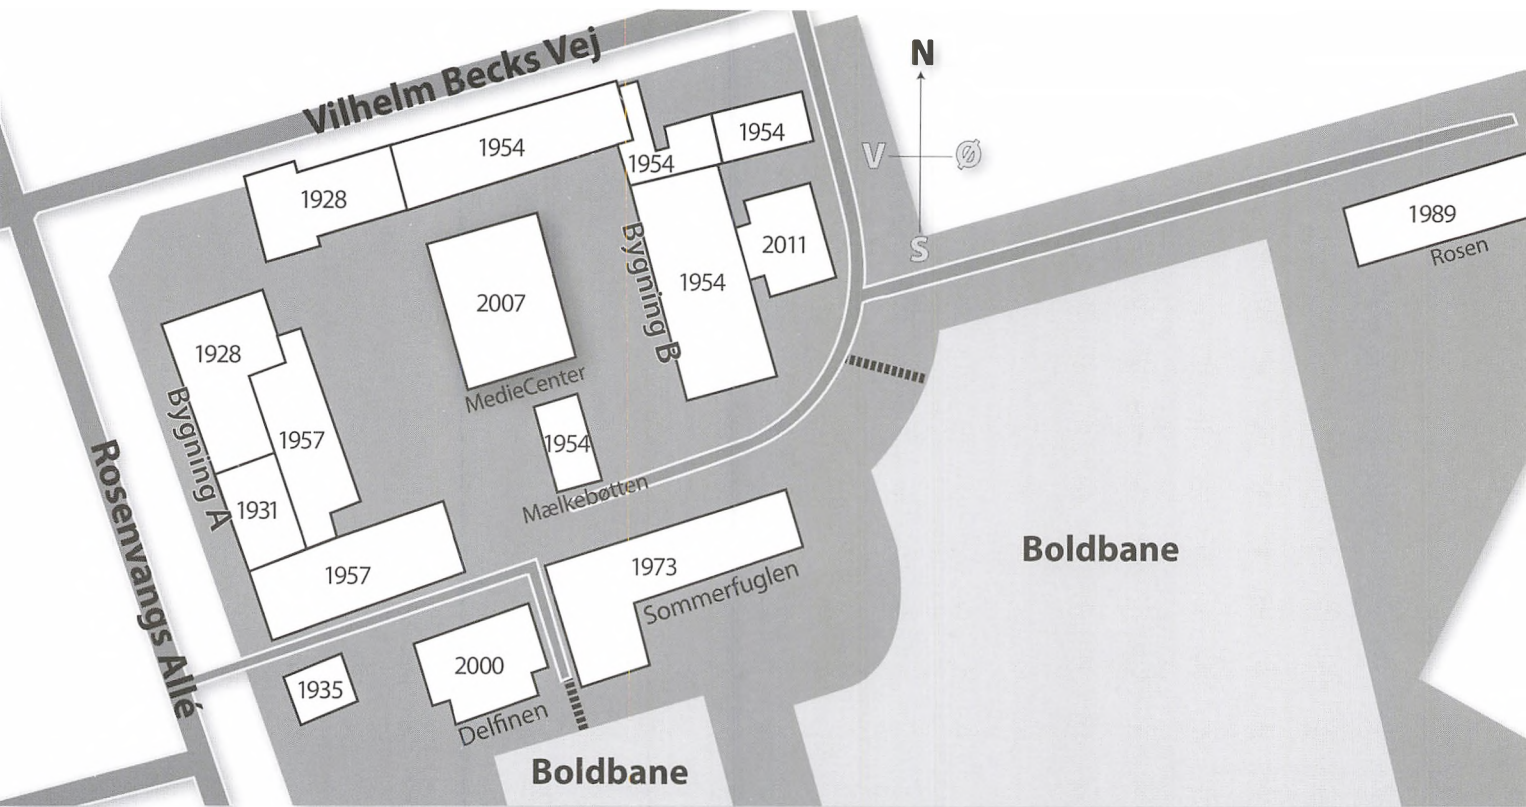 Vilhelm Becks Vej
N
V
Ø
S
1954
1954
1954
1928
1989
Rosen
2011
2007
Bygning B
1954
MedieCenter
1928
Bygning A
1957
1954
Mælkebøtten
1931
Rosenvangs Allé
1957
1973
Sommerfuglen
Boldbane
2000
1935
Delfinen
Boldbane